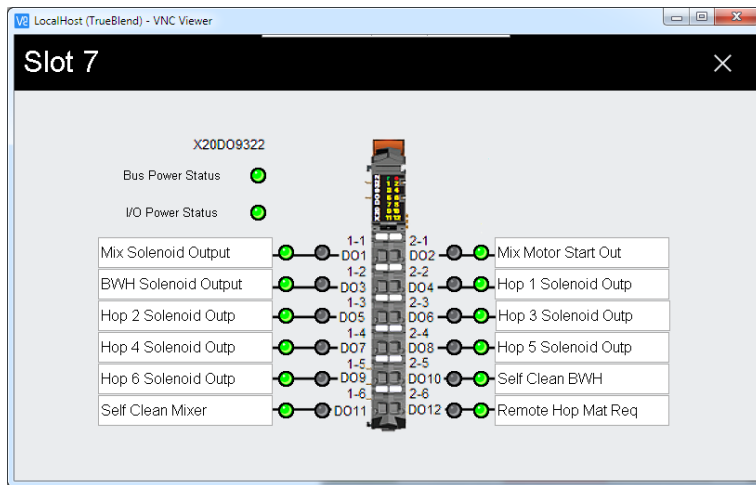 LocalHost (TrueBlend) - VNC Viewer
Slot 7
X20DO9322
Bus Power Status
I/O Power Status
1-1 2-1
Mix Solenoid Output DO1 DO2 Mix Motor Start Out
1-2 2-2
BWH Solenoid Output DO3 DO4 Hop 1 Solenoid Outp
1-3 2-3
Hop 2 Solenoid Outp DO5 DO6 Hop 3 Solenoid Outp
1-4 2-4
Hop 4 Solenoid Outp DO7 DO8 Hop 5 Solenoid Outp
1-5 2-5
Hop 6 Solenoid Outp DO9 DO10 Self Clean BWH
1-6 2-6
Self Clean Mixer DO11 DO12 Remote Hop Mat Req